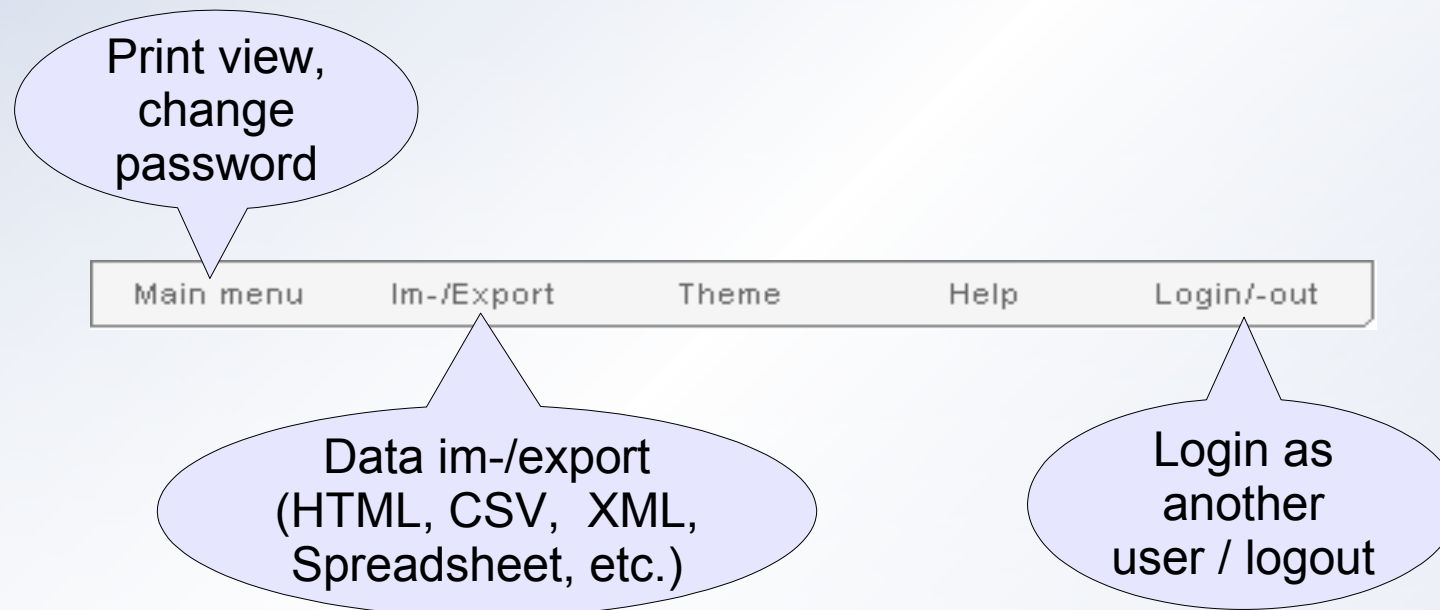 Print view,
change
password
Main menu Im-/Export Theme Help Login/-out
Data im-/export
(HTML, CSV, XML,
Spreadsheet, etc.)
Login as
another
user / logout